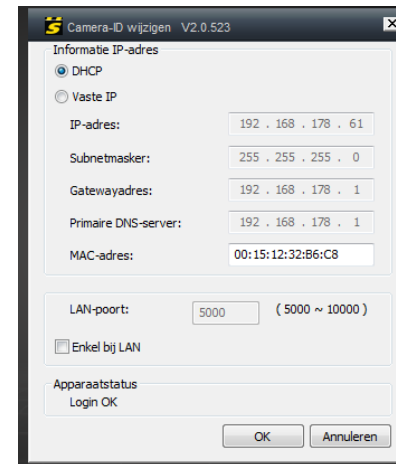 Camera-ID wijzigen V2.0.523
Informatie IP-adres
DHCP
Vaste IP
IP-adres: 192 . 168 . 178 . 61
Subnetmasker: 255 . 255 . 255 . 0
Gatewayadres: 192 . 168 . 178 . 1
Primaire DNS-server: 192 . 168 . 178 . 1
MAC-adres: 00:15:12:32:B6:C8
LAN-poort: 5000 ( 5000 ~ 10000 )
Enkel bij LAN
Apparaatstatus
Login OK
OK Annuleren